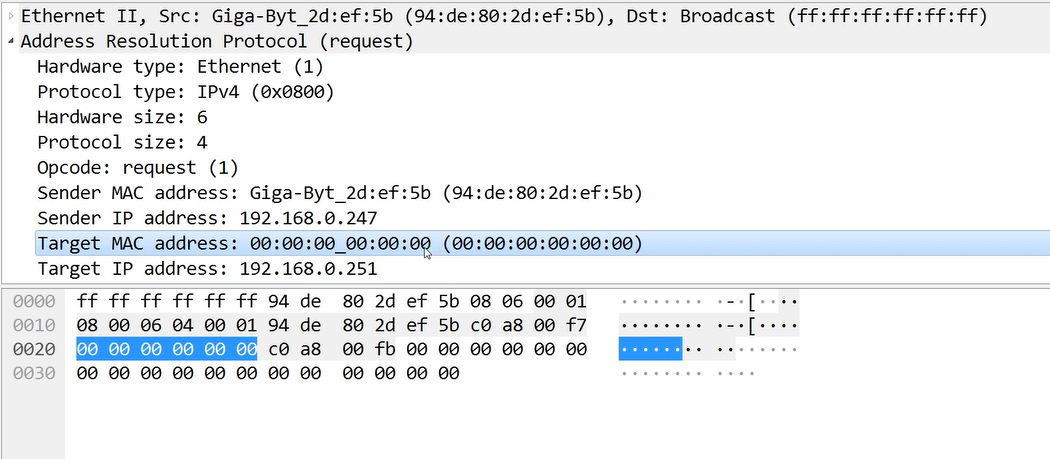 Ethernet II, Src: Giga-Byt_2d:ef:5b (94:de:80:2d:ef:5b), Dst: Broadcast (ff:ff:ff:ff:ff:ff)
Address Resolution Protocol (request)
Hardware type: Ethernet (1)
Protocol type: IPv4 (0x0800)
Hardware size: 6
Protocol size: 4
Opcode: request (1)
Sender MAC address: Giga-Byt_2d:ef:5b (94:de:80:2d:ef:5b)
Sender IP address: 192.168.0.247
Target MAC address: 00:00:00_00:00:00 (00:00:00:00:00:00)
Target IP address: 192.168.0.251
0000 ff ff ff ff ff ff 94 de 80 2d ef 5b 08 06 00 01 ········ ·-·[····
0010 08 00 06 04 00 01 94 de 80 2d ef 5b c0 a8 00 f7 ········ ·-·[····
0020 00 00 00 00 00 00 c0 a8 00 fb 00 00 00 00 00 00 ········ ········
0030 00 00 00 00 00 00 00 00 00 00 00 00 ········ ····